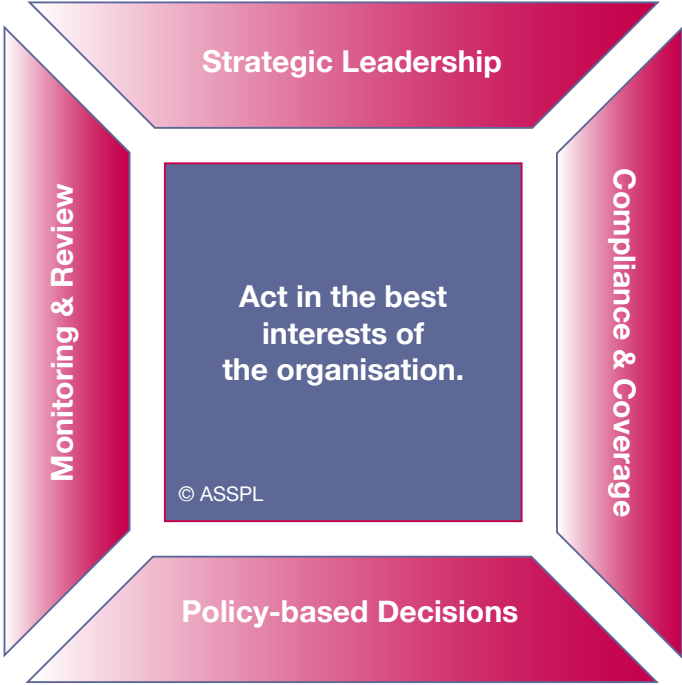 Strategic Leadership
Monitoring & Review
Act in the best
interests of
the organisation.
© ASSPL
Compliance & Coverage
Policy-based Decisions